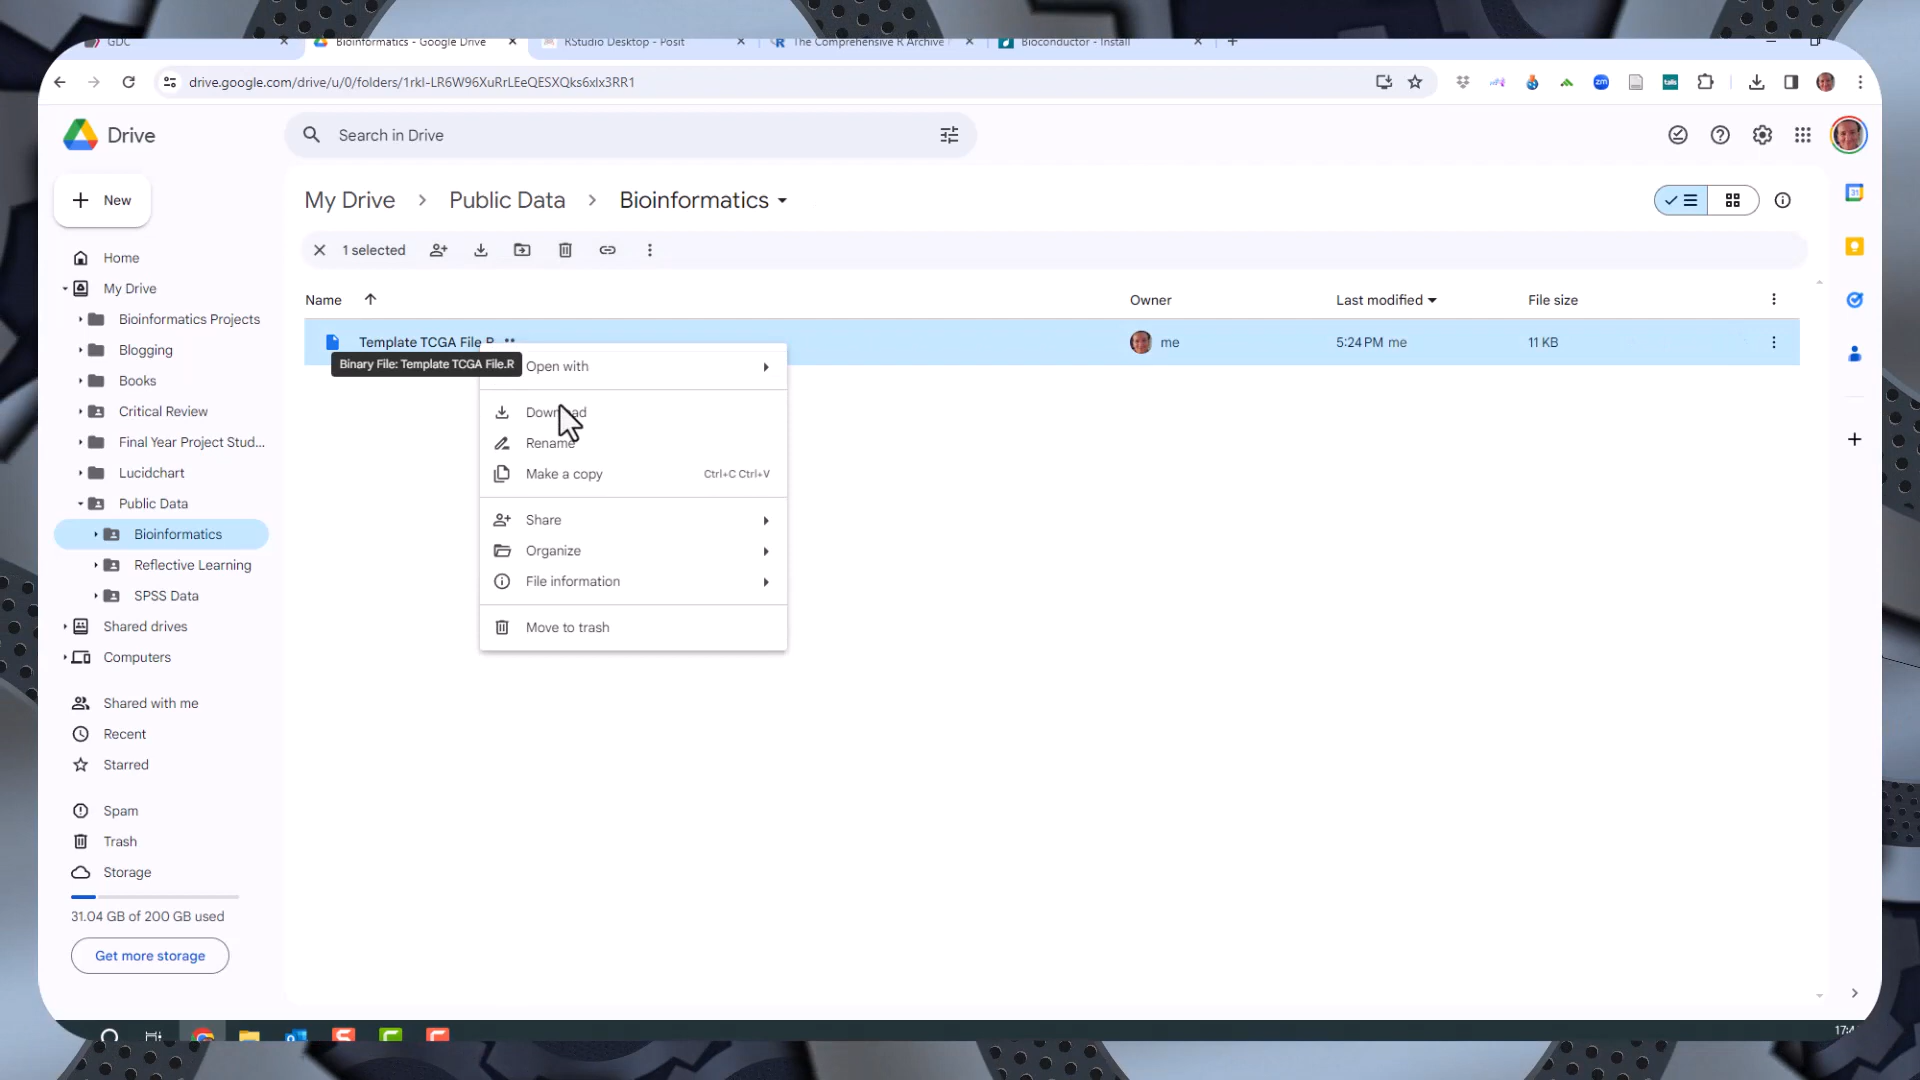 GDC
Bioinformatics - Google Drive
RStudio Desktop - Posit
The Comprehensive R Archive
Bioconductor - Install
drive.google.com/drive/u/0/folders/1rkI-LR6W96XuRrLEeQESXQks6xlx3RR1
Drive
Search in Drive
New
My Drive > Public Data > Bioinformatics
1 selected
Name
Owner
Last modified
File size
Template TCGA File.R
me
5:24 PM me
11 KB
Binary File: Template TCGA File.R
Open with
Download
Rename
Make a copy
Ctrl+C Ctrl+V
Share
Organize
File information
Move to trash
Home
My Drive
Bioinformatics Projects
Blogging
Books
Critical Review
Final Year Project Stud...
Lucidchart
Public Data
Bioinformatics
Reflective Learning
SPSS Data
Shared drives
Computers
Shared with me
Recent
Starred
Spam
Trash
Storage
31.04 GB of 200 GB used
Get more storage